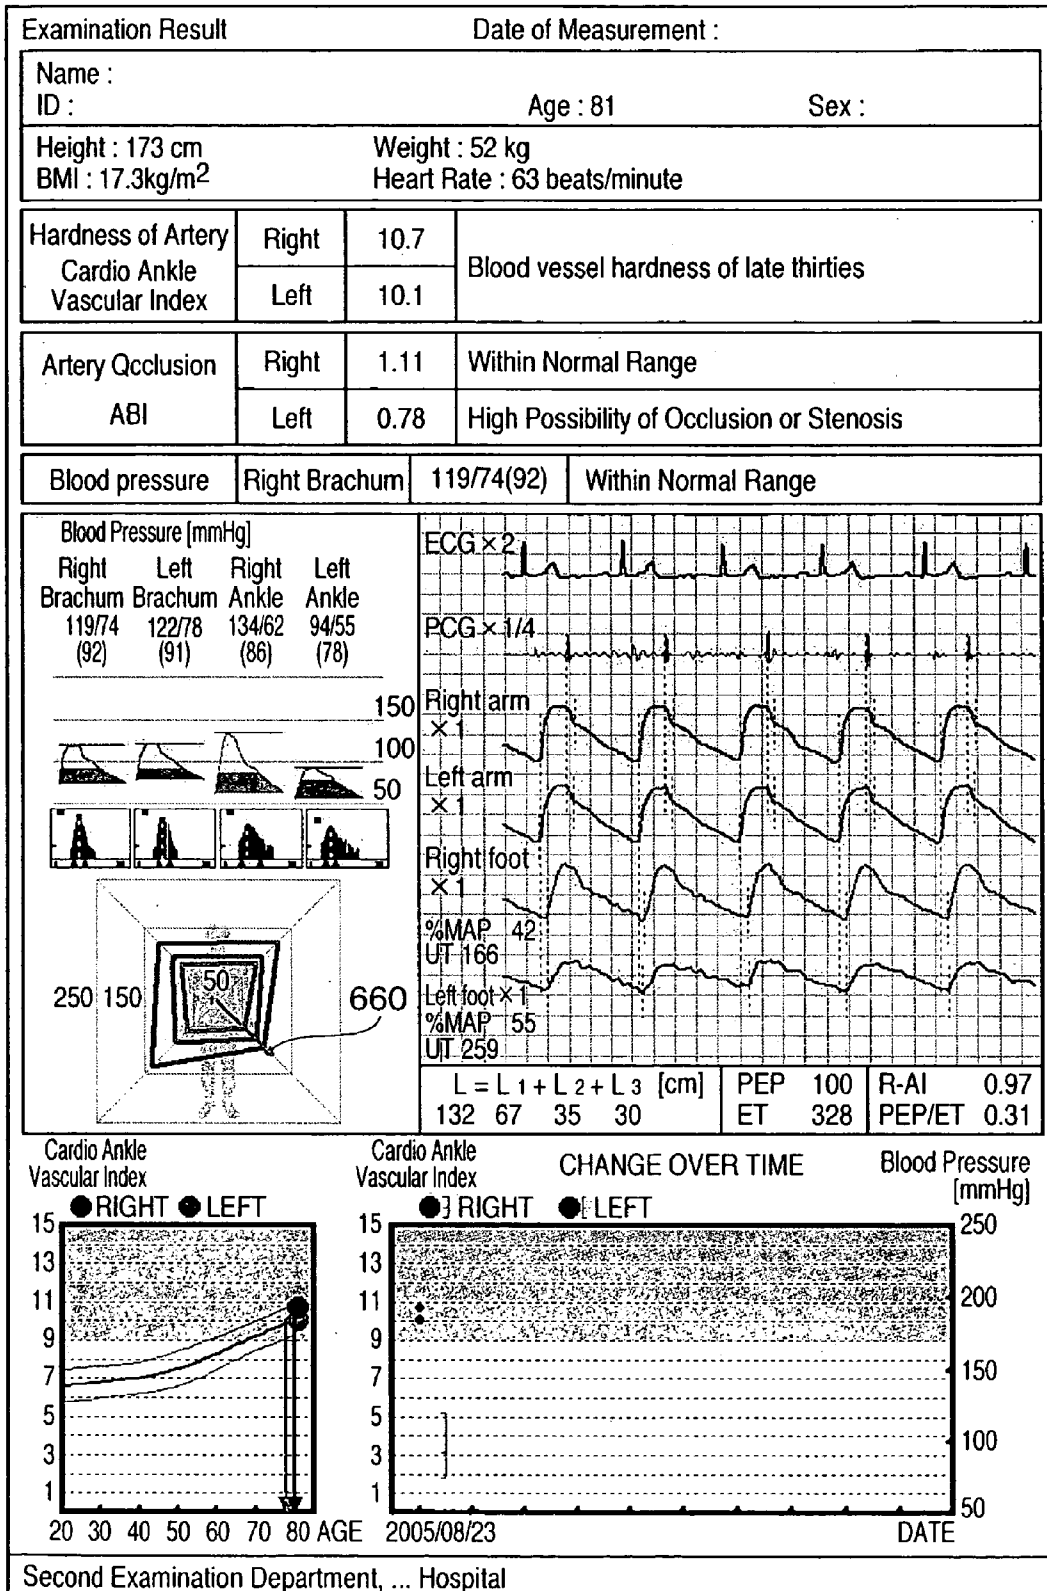 Examination Result Date of Measurement :
Name :
ID : Age : 81 Sex :
Height : 173 cm Weight : 52 kg
BMI : 17.3kg/m2 Heart Rate : 63 beats/minute
Hardness of Artery
Cardio Ankle
Vascular Index
Right 10.7
Left 10.1
Blood vessel hardness of late thirties
Artery Qcclusion
ABI
Right 1.11 Within Normal Range
Left 0.78 High Possibility of Occlusion or Stenosis
Blood pressure Right Brachum 119/74(92) Within Normal Range
Blood Pressure [mmHg]
Right Left Right Left
Brachum Brachum Ankle Ankle
119/74 122/78 134/62 94/55
(92) (91) (86) (78)
150
100
50
250 150 50 660
ECG × 2
PCG × 1/4
Right arm
× 1
Left arm
× 1
Right foot
× 1
%MAP 42
UT 166
Left foot × 1
%MAP 55
UT 259
L = L 1 + L 2 + L 3 [cm]
132 67 35 30
PEP 100
ET 328
R-AI 0.97
PEP/ET 0.31
Cardio Ankle
Vascular Index
RIGHT LEFT
15
13
11
9
7
5
3
1
20 30 40 50 60 70 80 AGE
Cardio Ankle
Vascular Index
CHANGE OVER TIME
Blood Pressure
[mmHg]
RIGHT LEFT
15
13
11
9
7
5
3
1
250
200
150
100
50
2005/08/23 DATE
Second Examination Department, ... Hospital